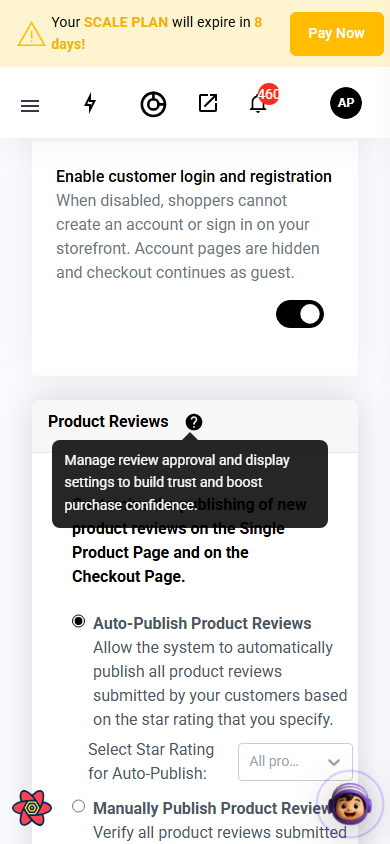 Your SCALE PLAN will expire in 8
days!
Pay Now
460
AP
Enable customer login and registration
When disabled, shoppers cannot
create an account or sign in on your
storefront. Account pages are hidden
and checkout continues as guest.
Product Reviews
Manage review approval and display
settings to build trust and boost
purchase confidence.
publishing of new
product reviews on the Single
Product Page and on the
Checkout Page.
Auto-Publish Product Reviews
Allow the system to automatically
publish all product reviews
submitted by your customers based
on the star rating that you specify.
Select Star Rating
for Auto-Publish:
All pro...
Manually Publish Product Review
Verify all product reviews submitted